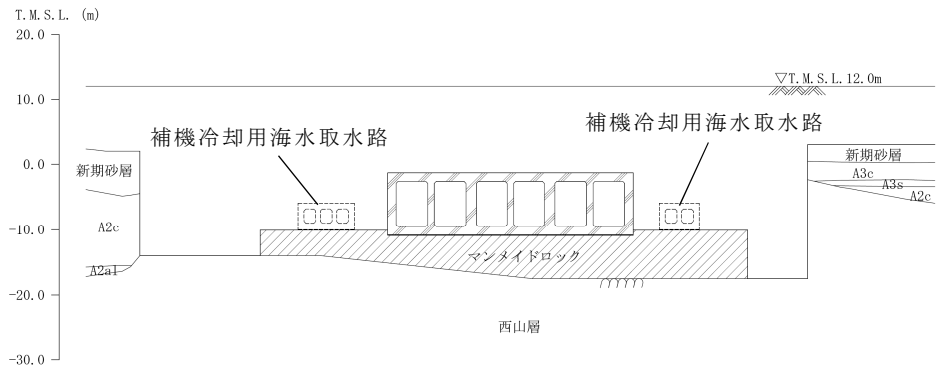 T.M.S.L. (m)
20.0
10.0
0.0
-10.0
-20.0
-30.0
▽T.M.S.L.12.0m
補機冷却用海水取水路
補機冷却用海水取水路
新期砂層
A2c
A2al
新期砂層
A3c
A3s
A2c
マンメイドロック
西山層